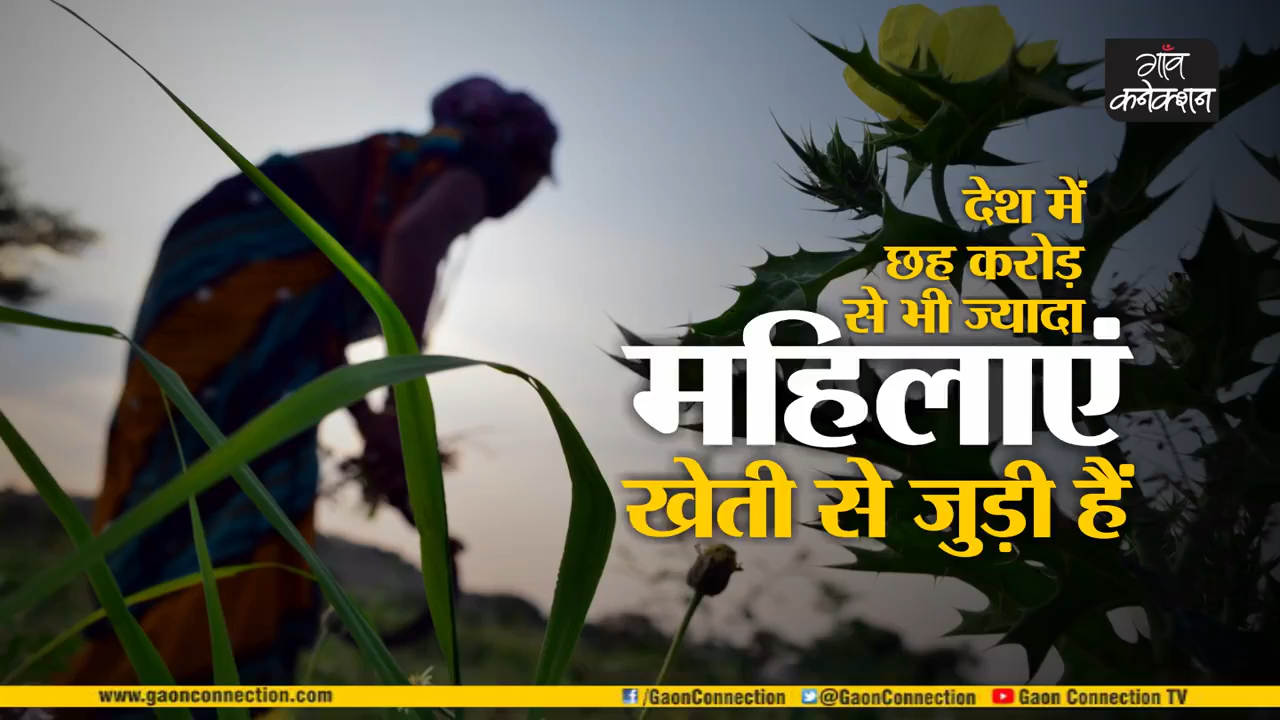 गाँव
कनेक्शन
देश में
छह करोड़
से भी ज्यादा
महिलाएं
खेती से जुड़ी हैं
www.gaonconnection.com
/GaonConnection
@GaonConnection
Gaon Connection TV